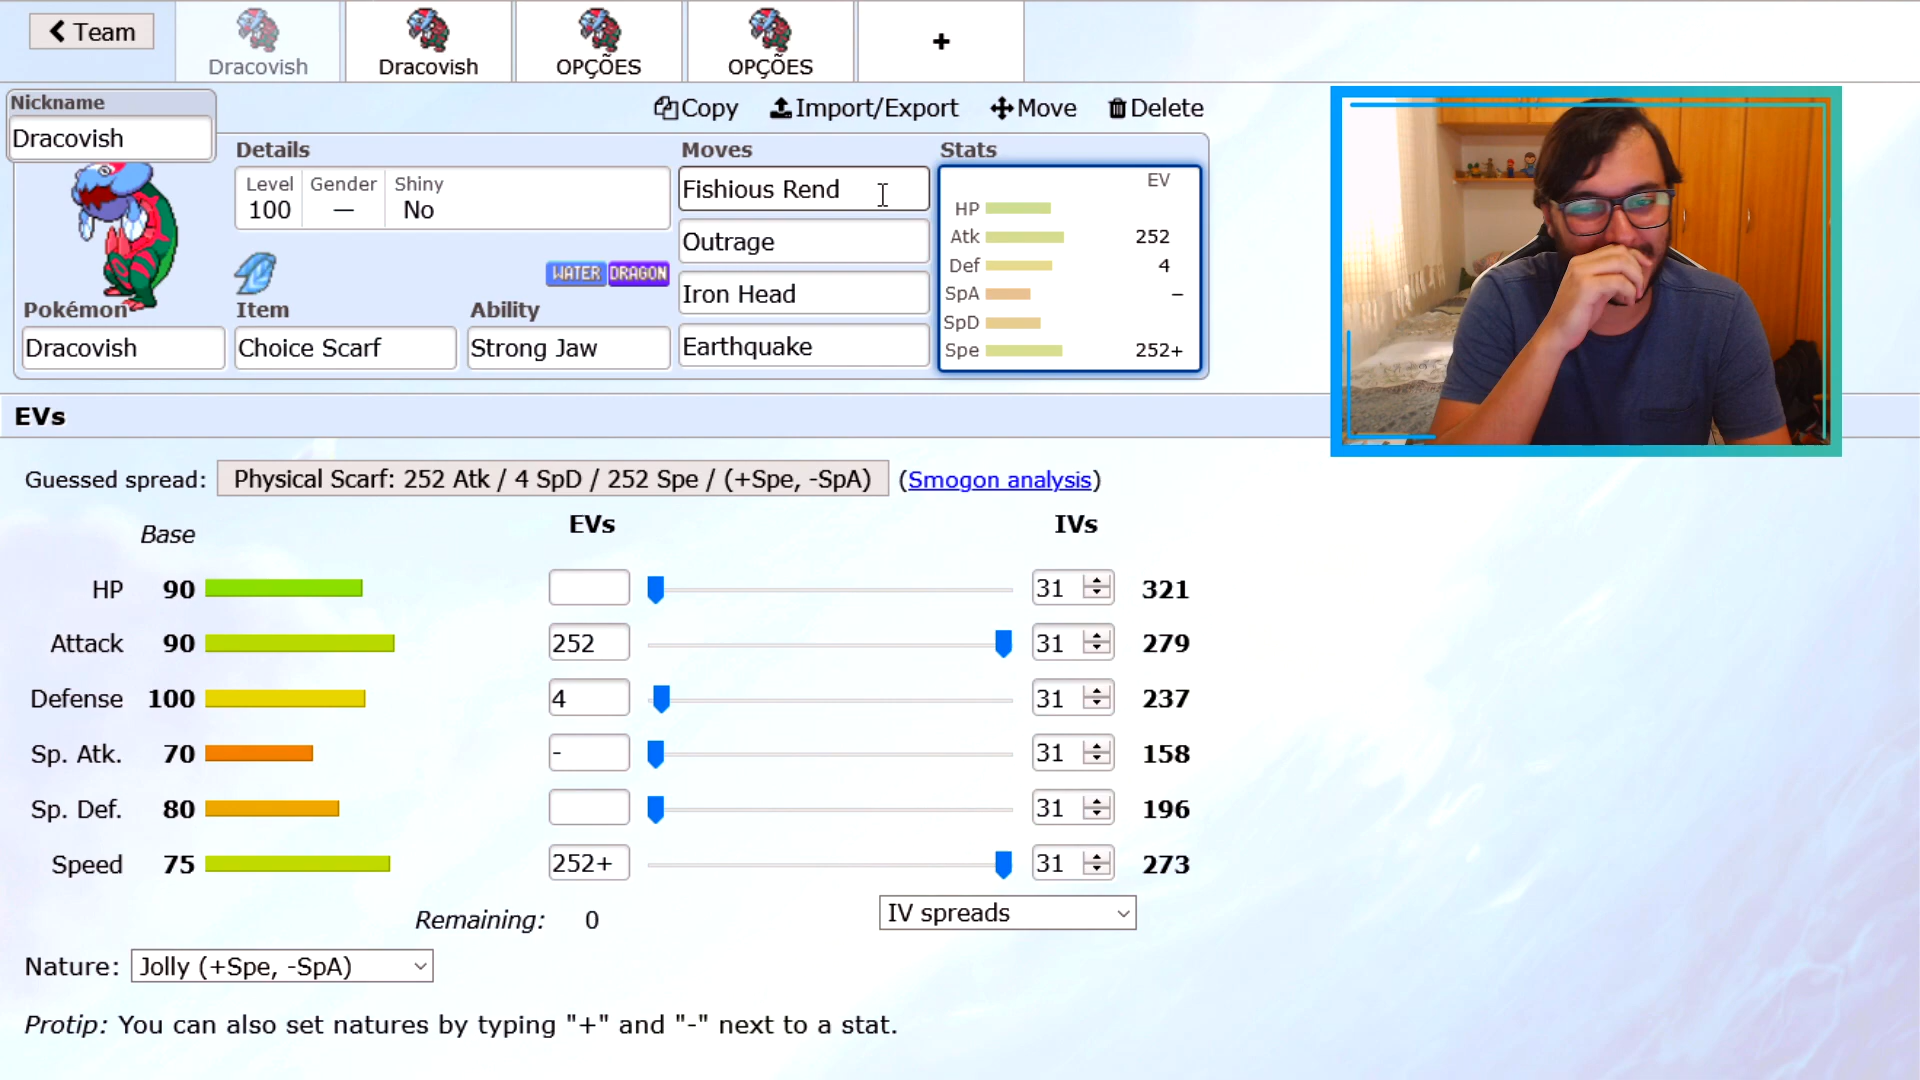 Team
Dracovish
Dracovish
OPÇÕES
OPÇÕES
+
Nickname
Dracovish
Copy
Import/Export
Move
Delete
Details
Level
Gender
Shiny
100
—
No
WATER
DRAGON
Pokémon
Dracovish
Item
Choice Scarf
Ability
Strong Jaw
Moves
Fishious Rend
Outrage
Iron Head
Earthquake
Stats
EV
HP
Atk 252
Def 4
SpA –
SpD
Spe 252+
EVs
Guessed spread: Physical Scarf: 252 Atk / 4 SpD / 252 Spe / (+Spe, -SpA) (Smogon analysis)
Base EVs IVs
HP 90 31 321
Attack 90 252 31 279
Defense 100 4 31 237
Sp. Atk. 70 - 31 158
Sp. Def. 80 31 196
Speed 75 252+ 31 273
Remaining: 0
IV spreads
Nature: Jolly (+Spe, -SpA)
Protip: You can also set natures by typing "+" and "-" next to a stat.